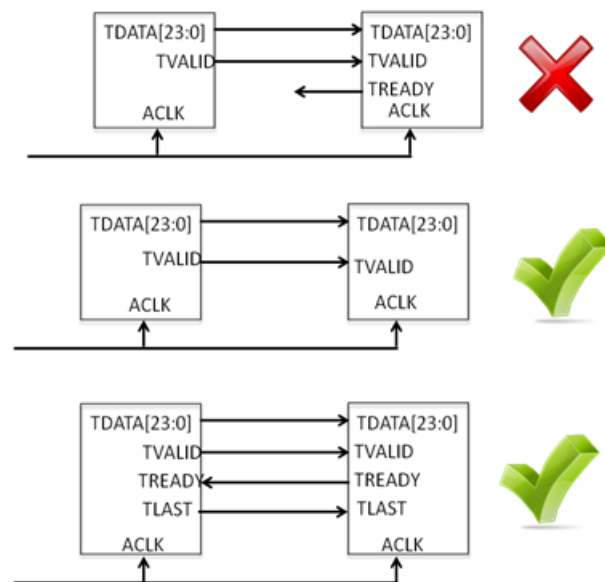 TDATA[23:0] TDATA[23:0]
TVALID TVALID
TREADY
ACLK ACLK
TDATA[23:0] TDATA[23:0]
TVALID TVALID
ACLK ACLK
TDATA[23:0] TDATA[23:0]
TVALID TVALID
TREADY TREADY
TLAST TLAST
ACLK ACLK